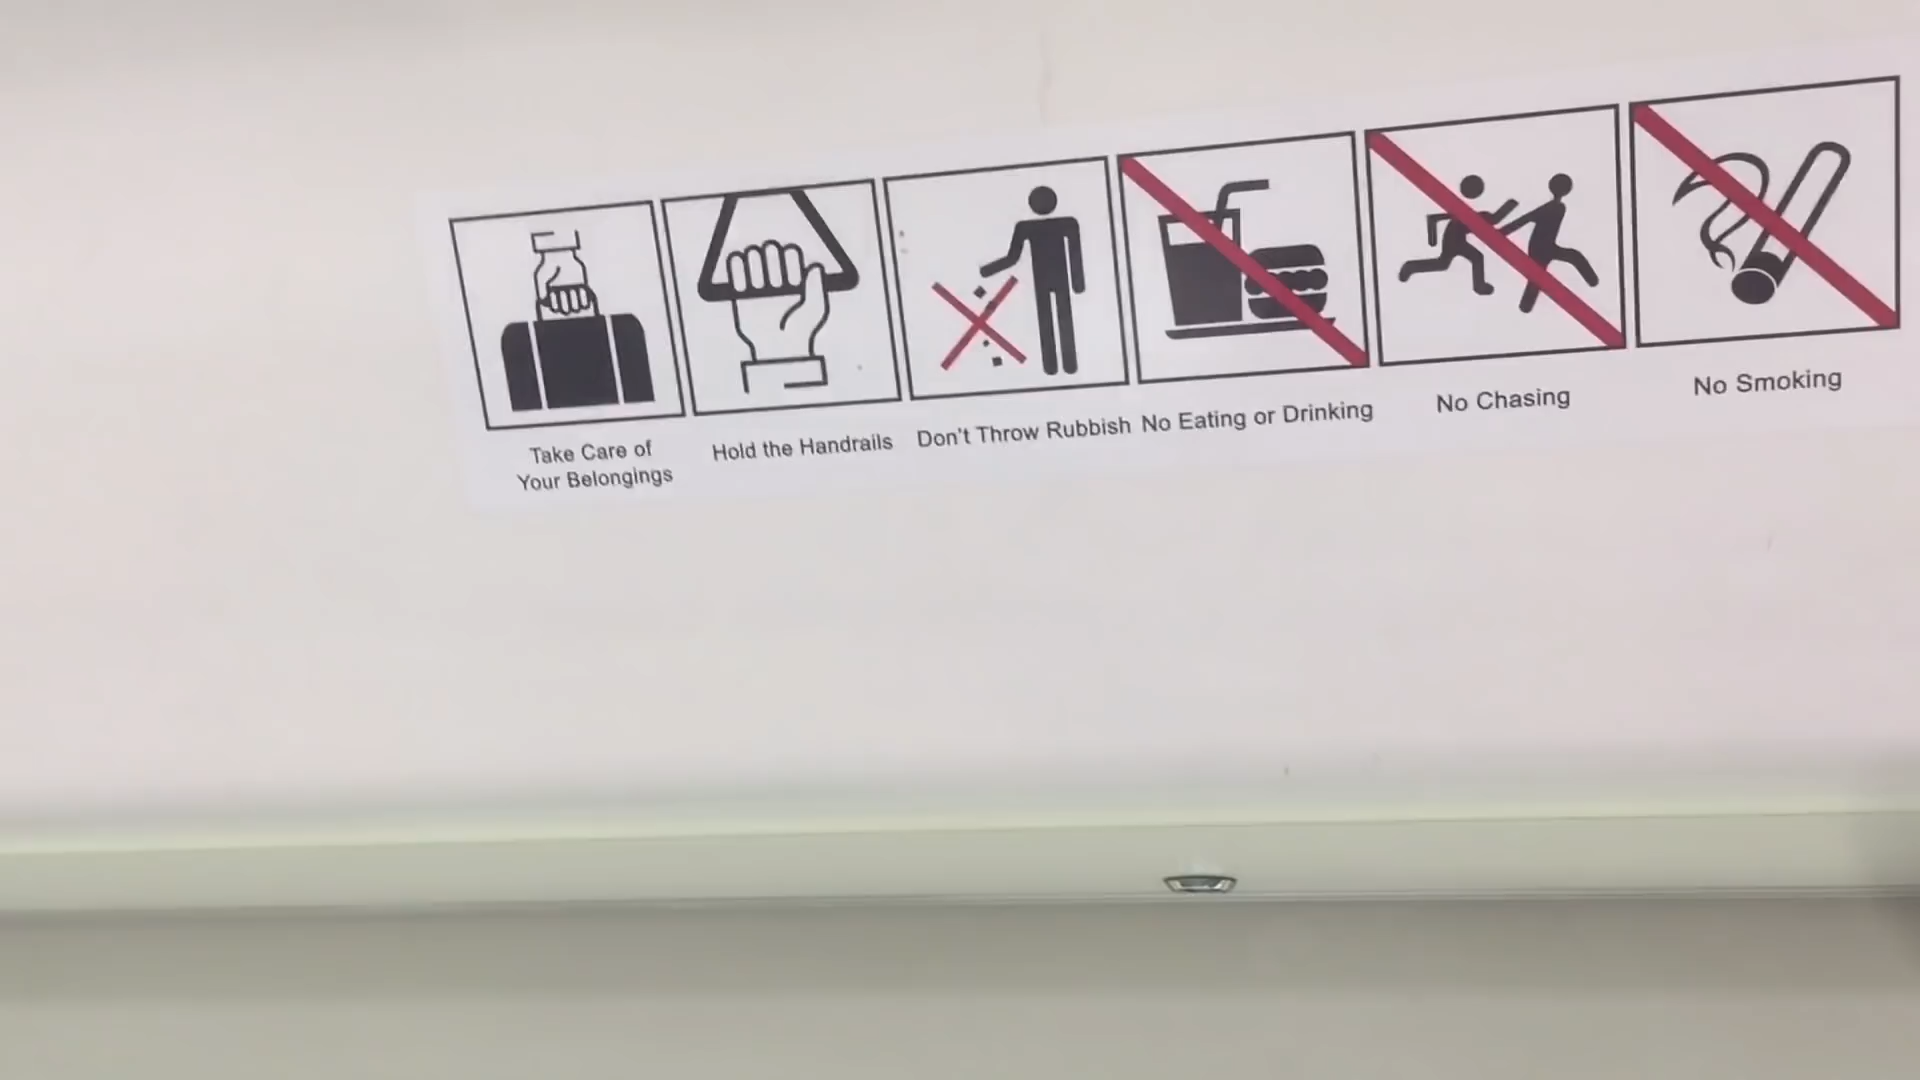 Take Care of
Your Belongings
Hold the Handrails
Don't Throw Rubbish
No Eating or Drinking
No Chasing
No Smoking